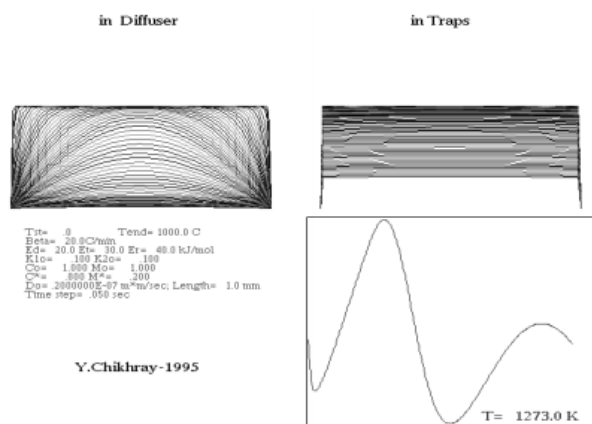 in Diffuser
in Traps
Tst= .0 Tend= 1000.0 C
Beta= 20.0C/min
Ed= 20.0 Et= 30.0 Er= 40.0 kJ/mol
K1o= .100 K2o= .100
Co= 1.000 Mo= 1.000
C*= .800 M*= .200
Do= .2000000E-07 m*m/sec; Length= 1.0 mm
Time step= .050 sec
Y.Chikhray-1995
T= 1273.0 K